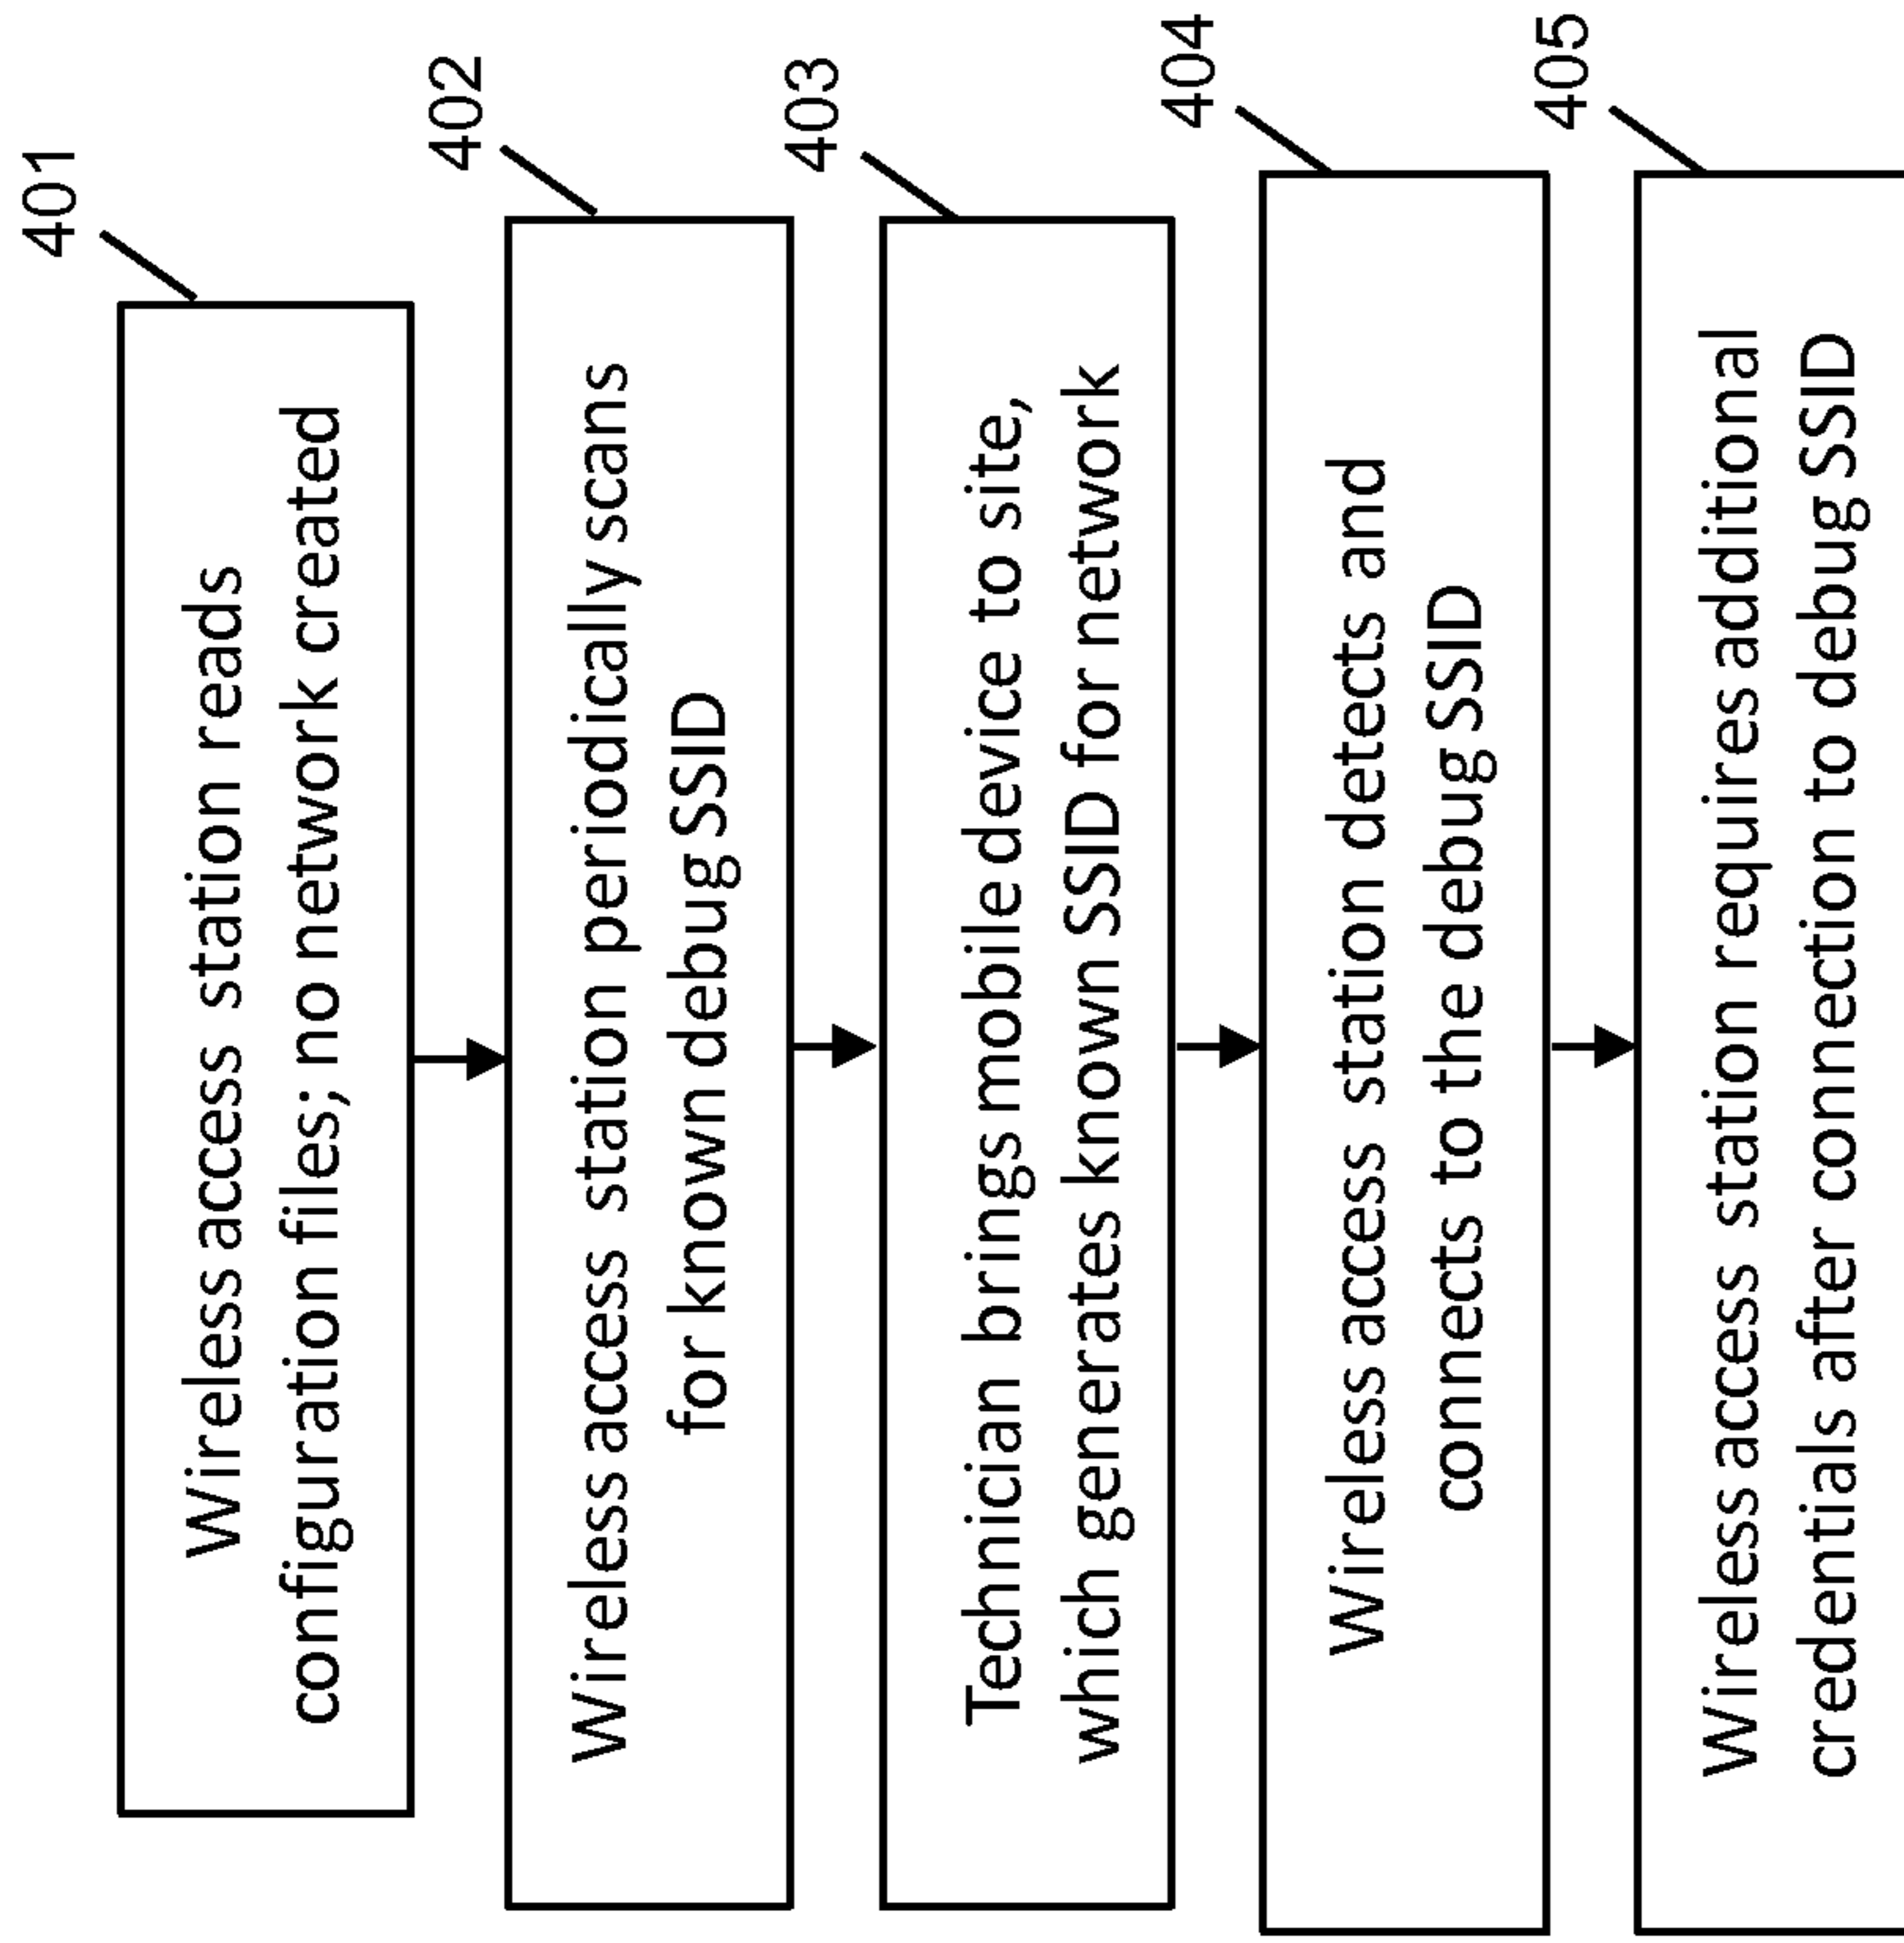 401
Wireless access station reads
configuration files; no network created
402
Wireless access station periodically scans
for known debug SSID
403
Technician brings mobile device to site,
which generates known SSID for network
404
Wireless access station detects and
connects to the debug SSID
405
Wireless access station requires additional
credentials after connection to debug SSID